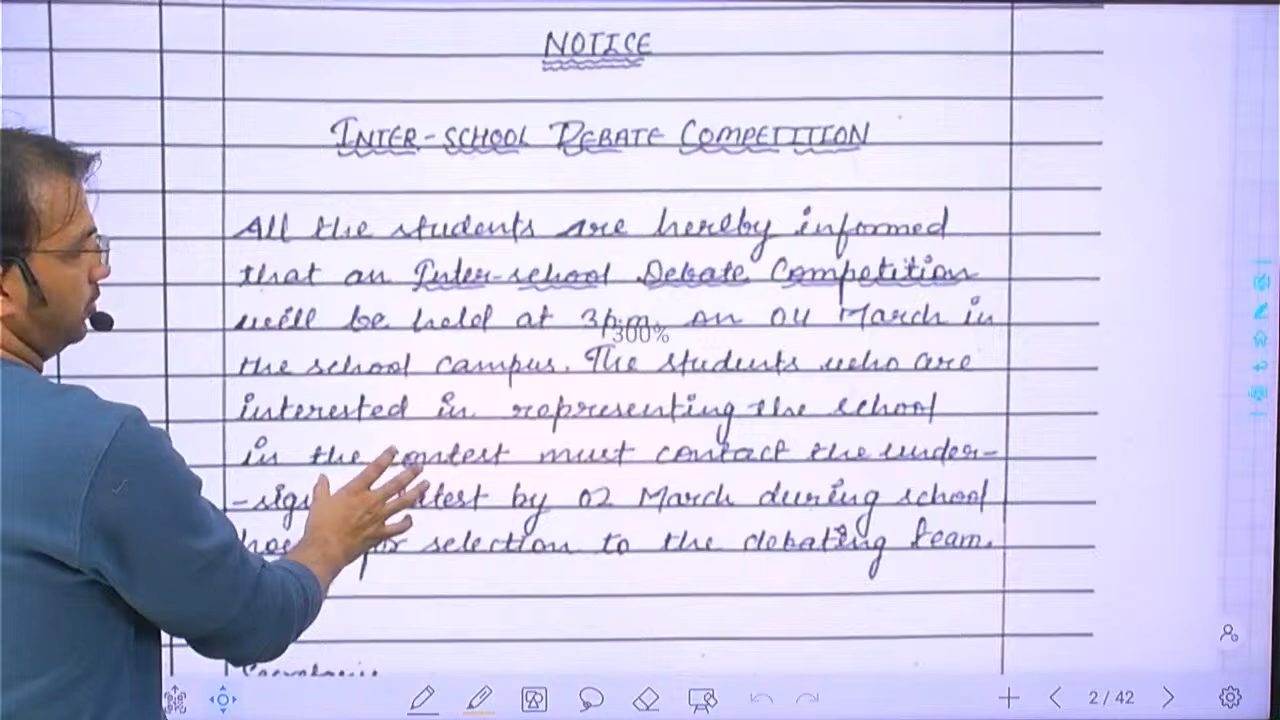 NOTICE
INTER-SCHOOL DEBATE COMPETITION
All the students are hereby informed
that an Inter-school Debate Competition
will be held at 3p.m. on 04 March in
300%
the school campus. The students who are
interested in representing the school
in the contest must contact the under-
-sig latest by 02 March during school
for selection to the debating team.
2 / 42